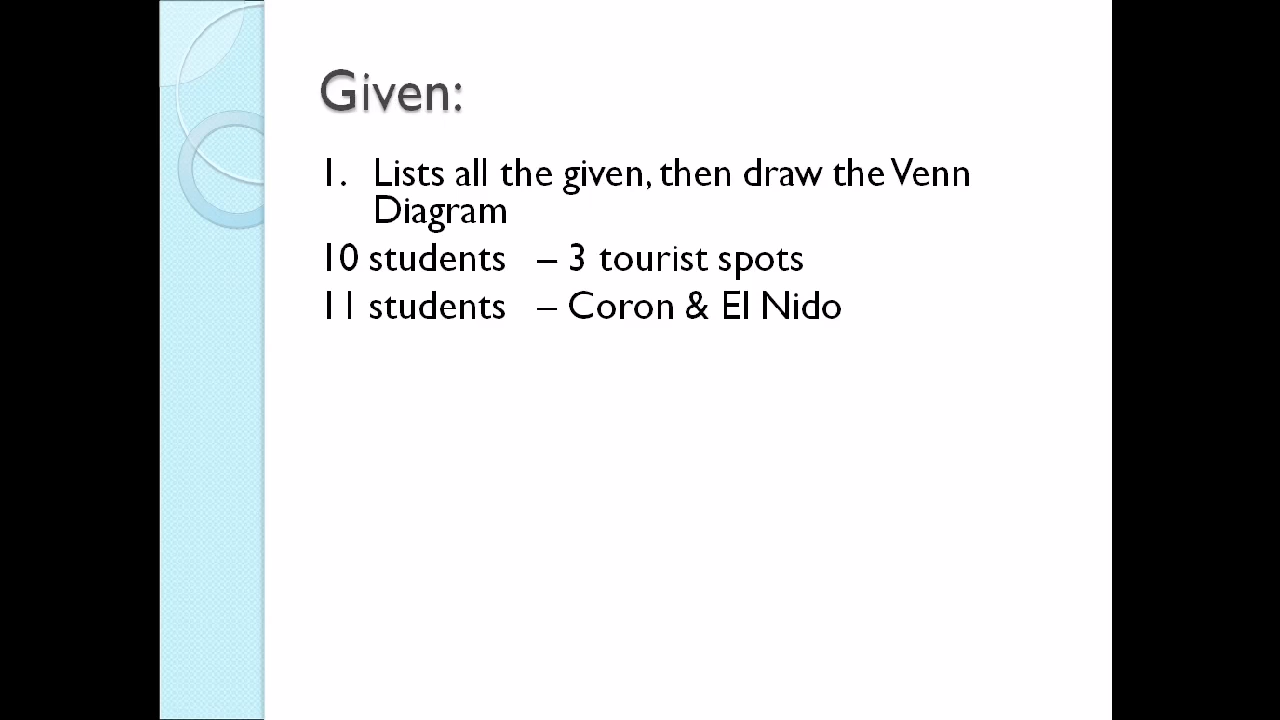 Given:
1. Lists all the given, then draw the Venn
Diagram
10 students – 3 tourist spots
11 students – Coron & El Nido